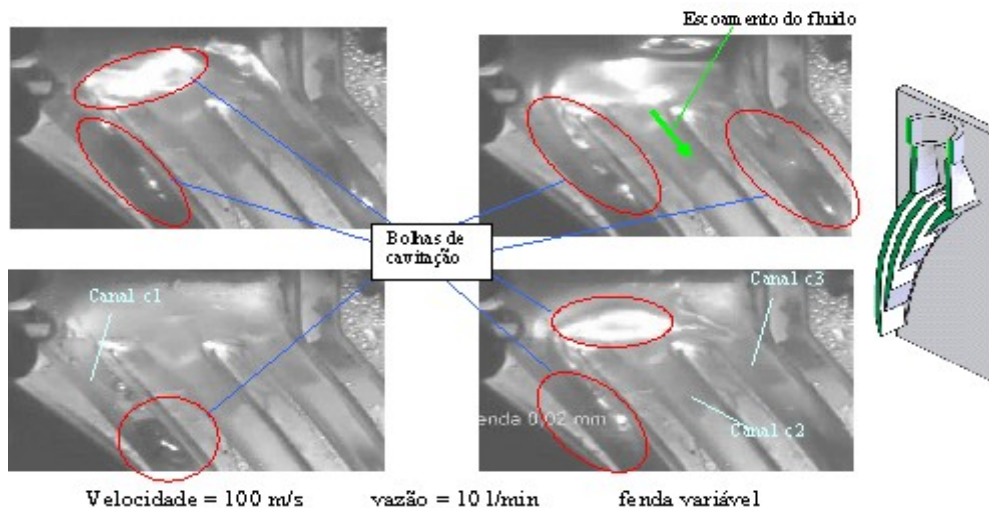 Escoamento do fluido
Bolhas de
cavitação
Canal c1
Canal c3
enda 0,02 mm
Canal c2
Velocidade = 100 m/s vazão = 10 l/min fenda variável